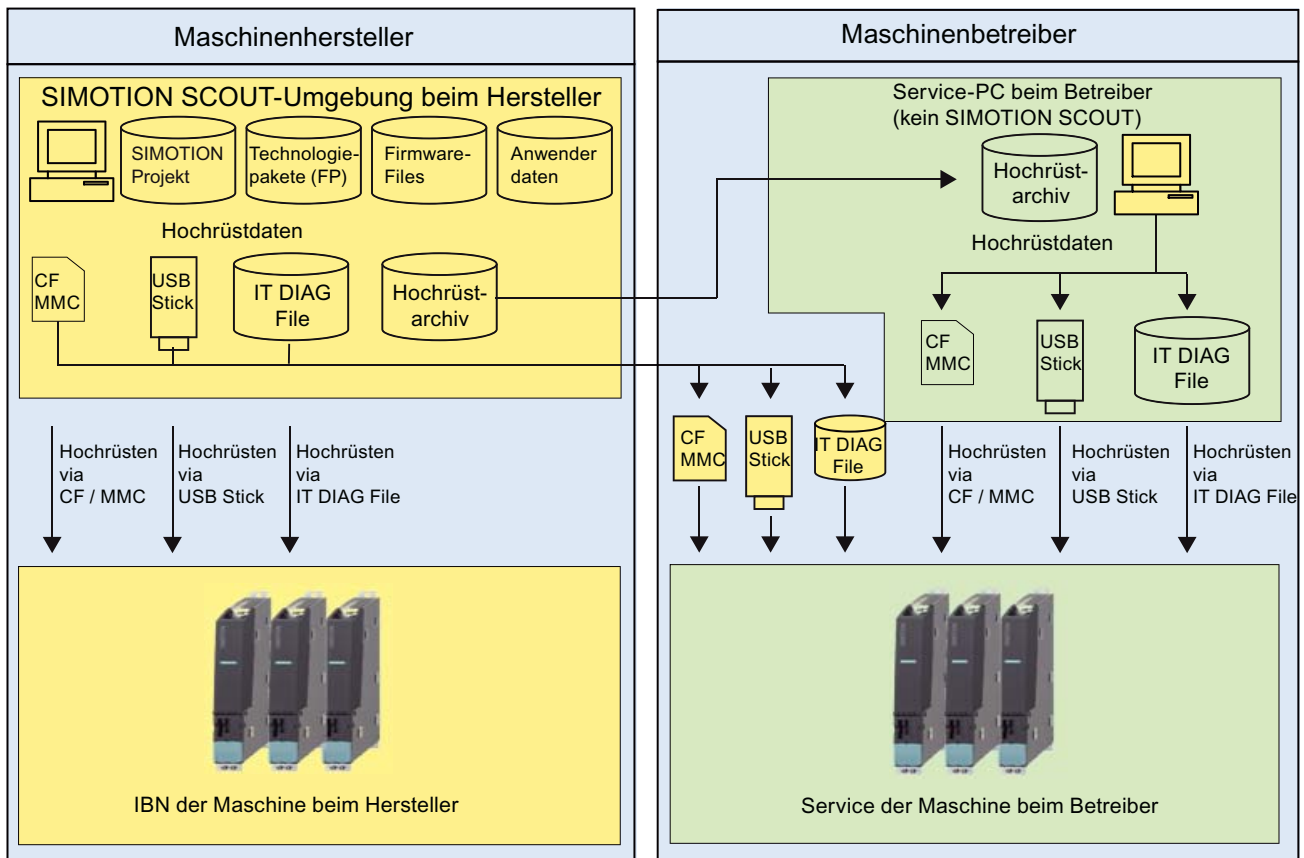 Maschinenhersteller
SIMOTION SCOUT-Umgebung beim Hersteller
SIMOTION
Projekt
Technologie-
pakete (FP)
Firmware-
Files
Anwender
daten
Hochrüstdaten
CF
MMC
USB
Stick
IT DIAG
File
Hochrüst-
archiv
Hochrüsten
via
CF / MMC
Hochrüsten
via
USB Stick
Hochrüsten
via
IT DIAG File
IBN der Maschine beim Hersteller
Maschinenbetreiber
Service-PC beim Betreiber
(kein SIMOTION SCOUT)
Hochrüst-
archiv
Hochrüstdaten
CF
MMC
USB
Stick
IT DIAG
File
CF
MMC
USB
Stick
IT DIAG
File
Hochrüsten
via
CF / MMC
Hochrüsten
via
USB Stick
Hochrüsten
via
IT DIAG File
Service der Maschine beim Betreiber